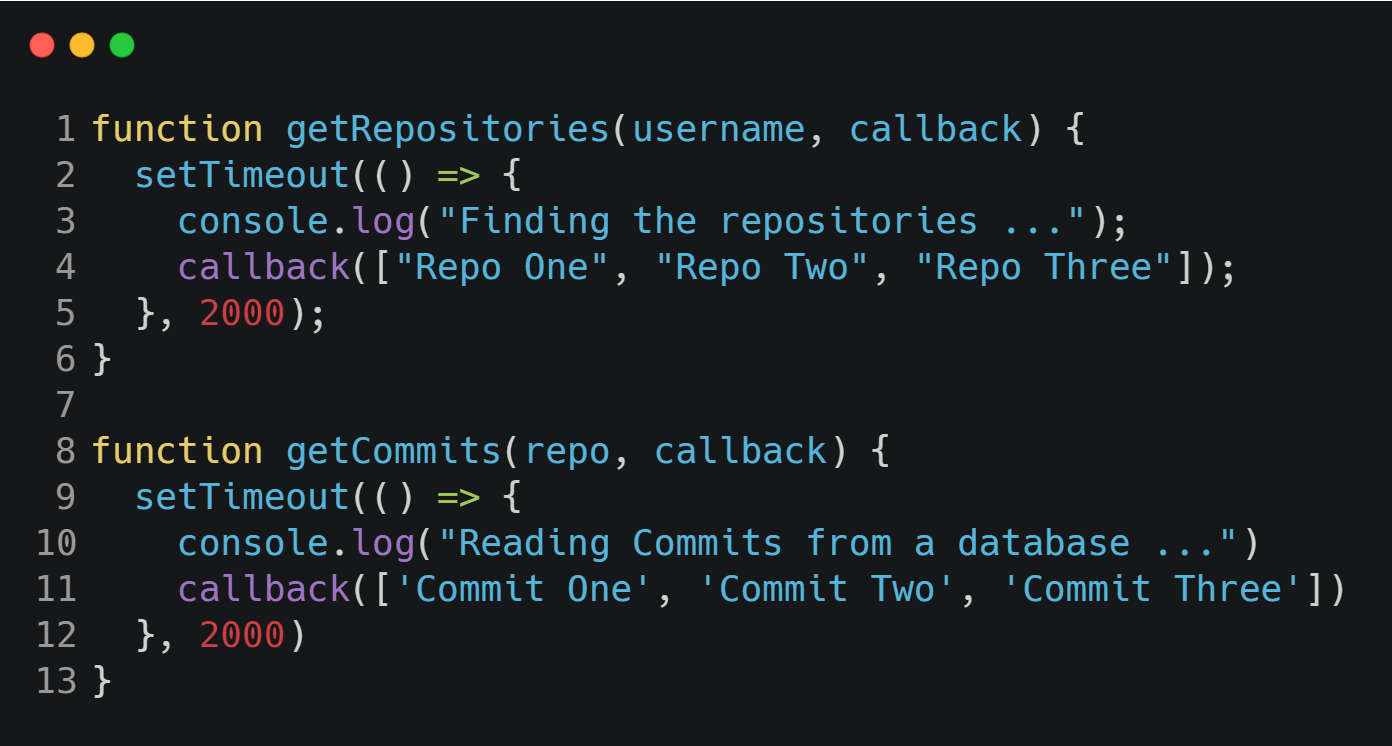 1 function getRepositories(username, callback) {
2   setTimeout(() => {
3     console.log("Finding the repositories ...");
4     callback(["Repo One", "Repo Two", "Repo Three"]);
5   }, 2000);
6 }
7
8 function getCommits(repo, callback) {
9   setTimeout(() => {
10     console.log("Reading Commits from a database ...")
11     callback(['Commit One', 'Commit Two', 'Commit Three'])
12   }, 2000)
13 }